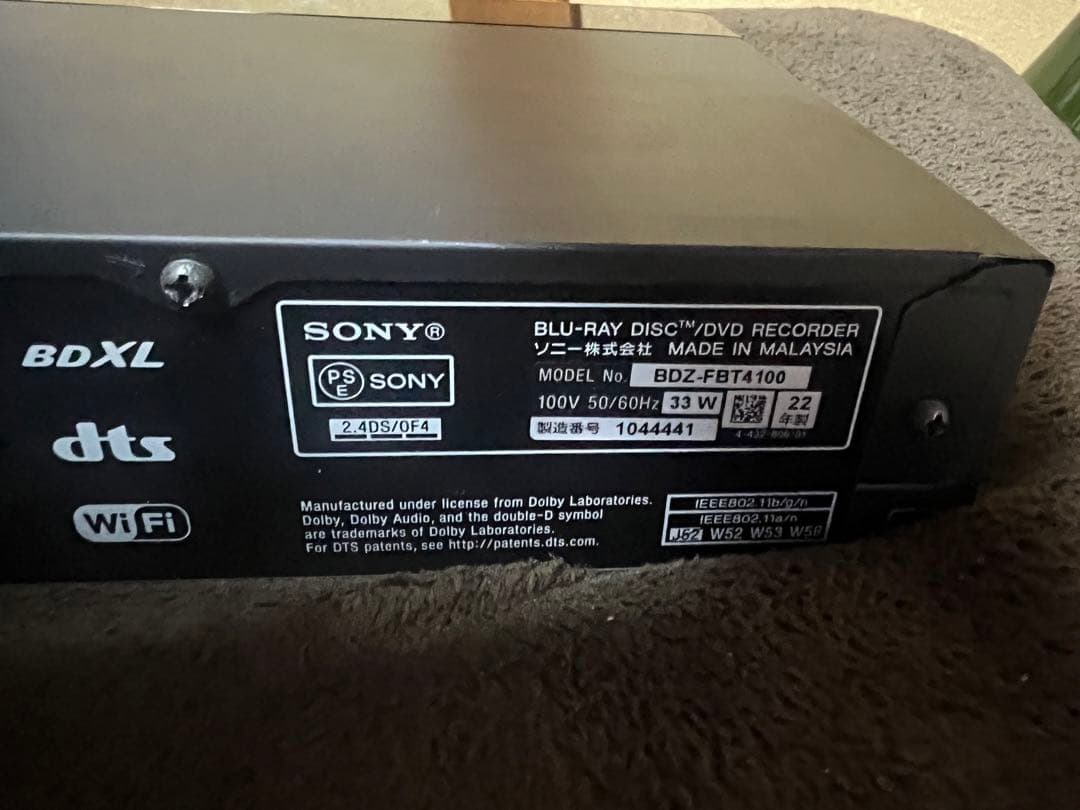 BDXL
dts
Wi Fi
SONY®
PS
E
SONY
2.4DS/OF4
BLU-RAY DISC™/DVD RECORDER
ソニー株式会社 MADE IN MALAYSIA
MODEL No. BDZ-FBT4100
100V 50/60Hz 33 W 22
年製
製造番号 1044441
Manufactured under license from Dolby Laboratories.
Dolby, Dolby Audio, and the double-D symbol
are trademarks of Dolby Laboratories.
For DTS patents, see http://patents.dts.com.
IEEE802.11b/g/n
IEEE802.11a/n
J52 W52 W53 W56